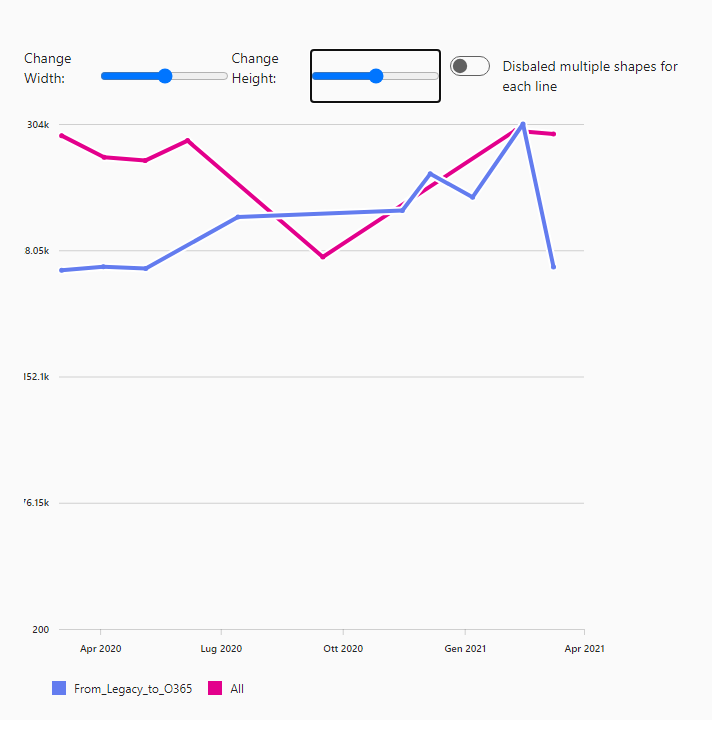 Change
Width:
Change
Height:
Disbaled multiple shapes for
each line
304k
8.05k
152.1k
76.15k
200
Apr 2020
Lug 2020
Ott 2020
Gen 2021
Apr 2021
From_Legacy_to_O365
All